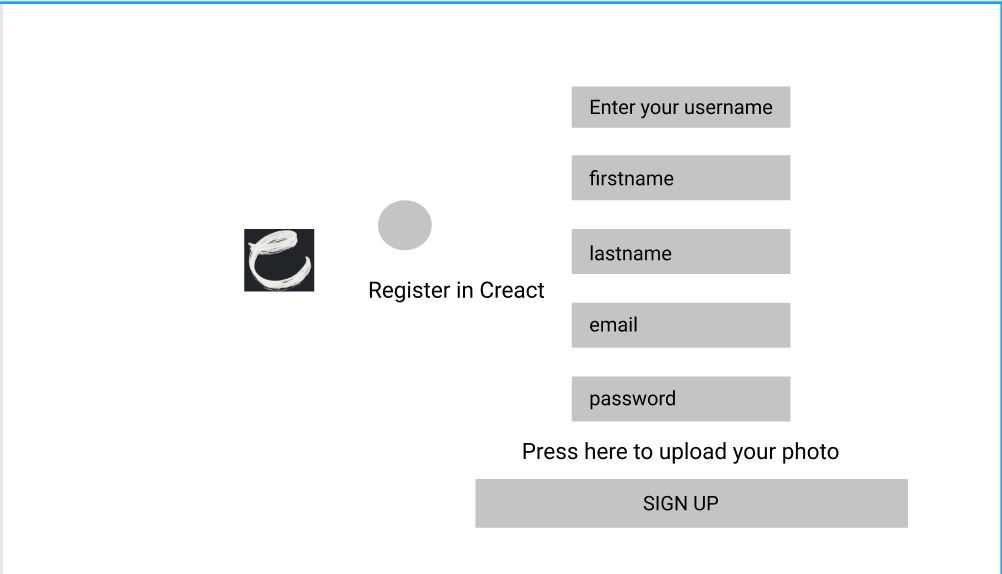 Enter your username
firstname
lastname
Register in Creact
email
password
Press here to upload your photo
SIGN UP